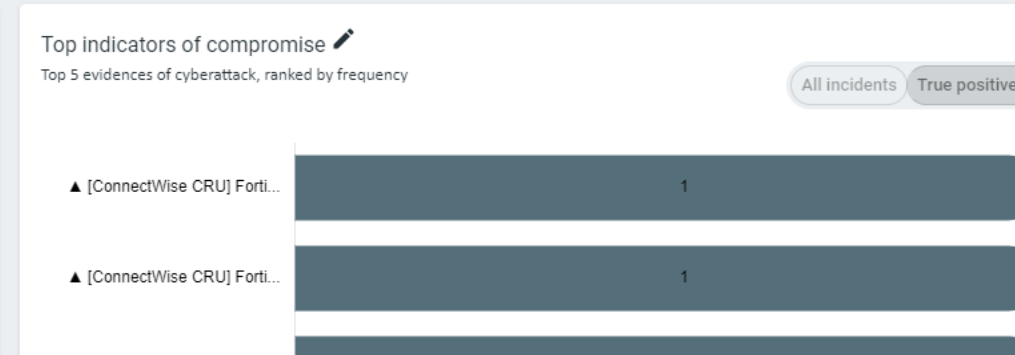 Top indicators of compromise
Top 5 evidences of cyberattack, ranked by frequency
All incidents
True positive
▲ [ConnectWise CRU] Forti...
1
▲ [ConnectWise CRU] Forti...
1